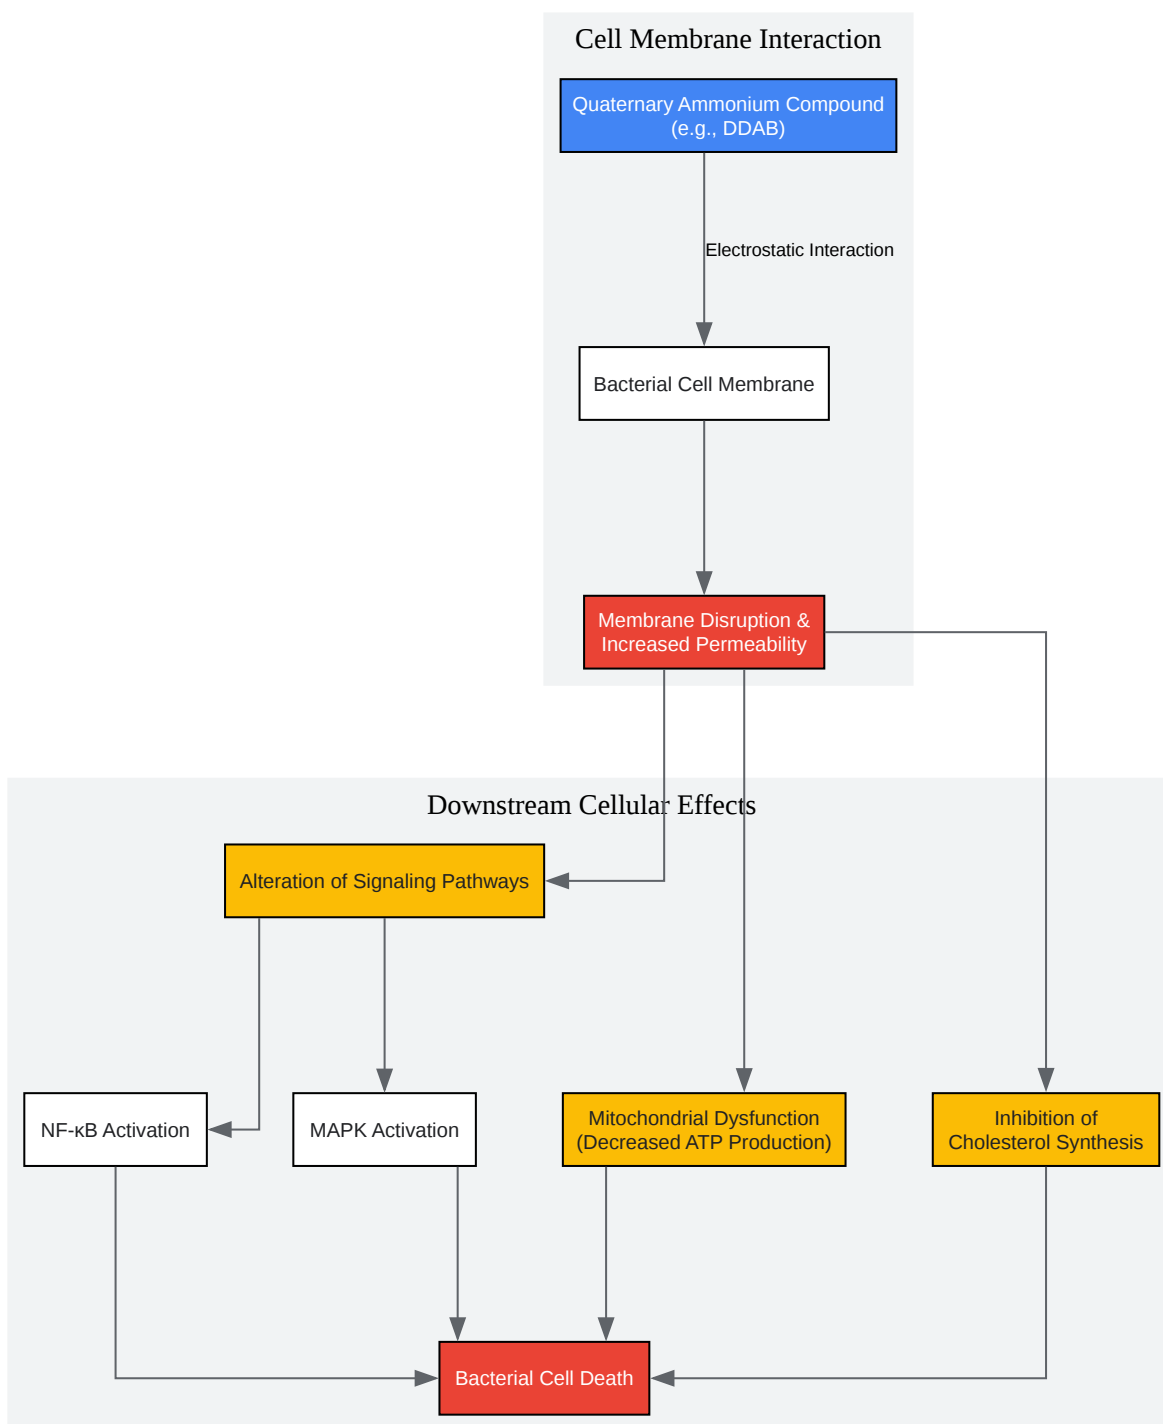 Cell Membrane Interaction
Quaternary Ammonium Compound
(e.g., DDAB)
Electrostatic Interaction
Bacterial Cell Membrane
Membrane Disruption &
Increased Permeability
Downstream Cellular Effects
Alteration of Signaling Pathways
NF-κB Activation
MAPK Activation
Mitochondrial Dysfunction
(Decreased ATP Production)
Inhibition of
Cholesterol Synthesis
Bacterial Cell Death